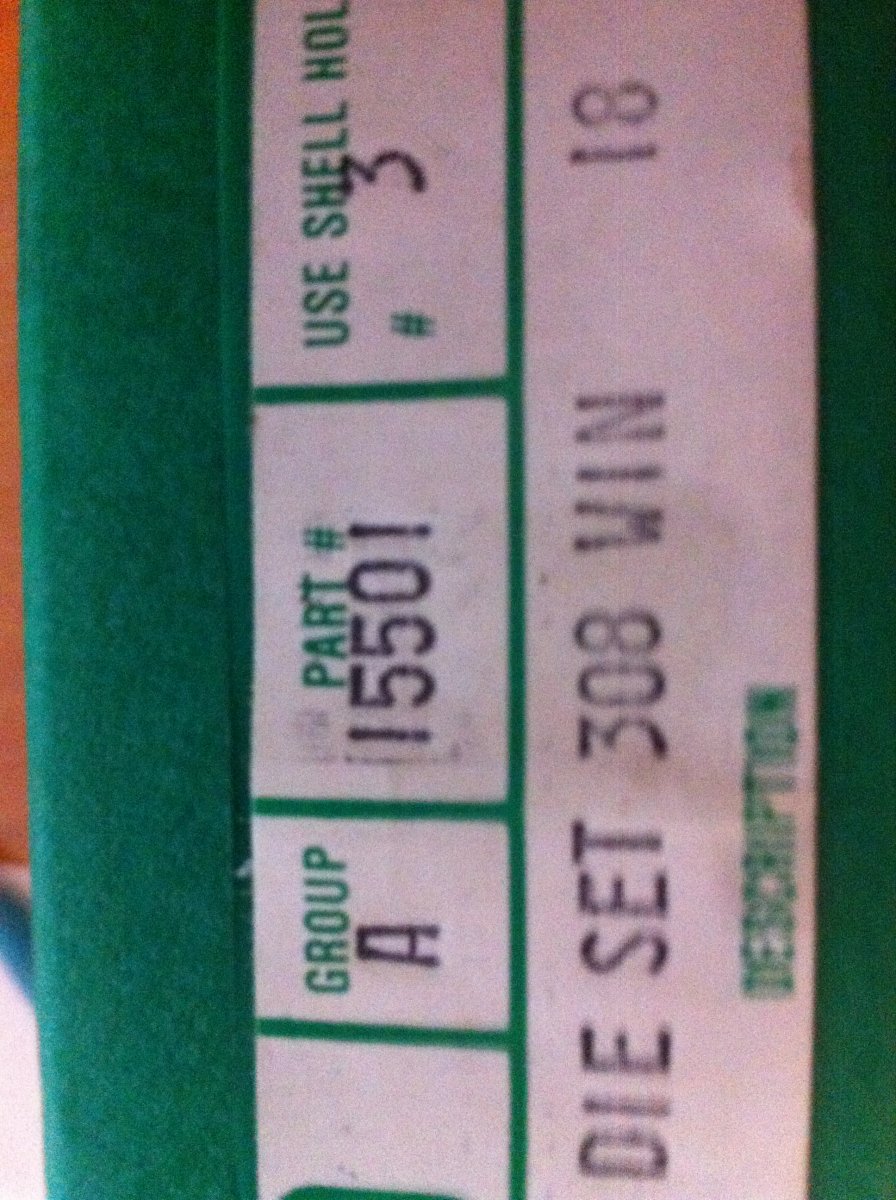 GROUP PART # USE SHELL HOL
A 15501 # 3
DIE SET 308 WIN 18
DESCRIPTION